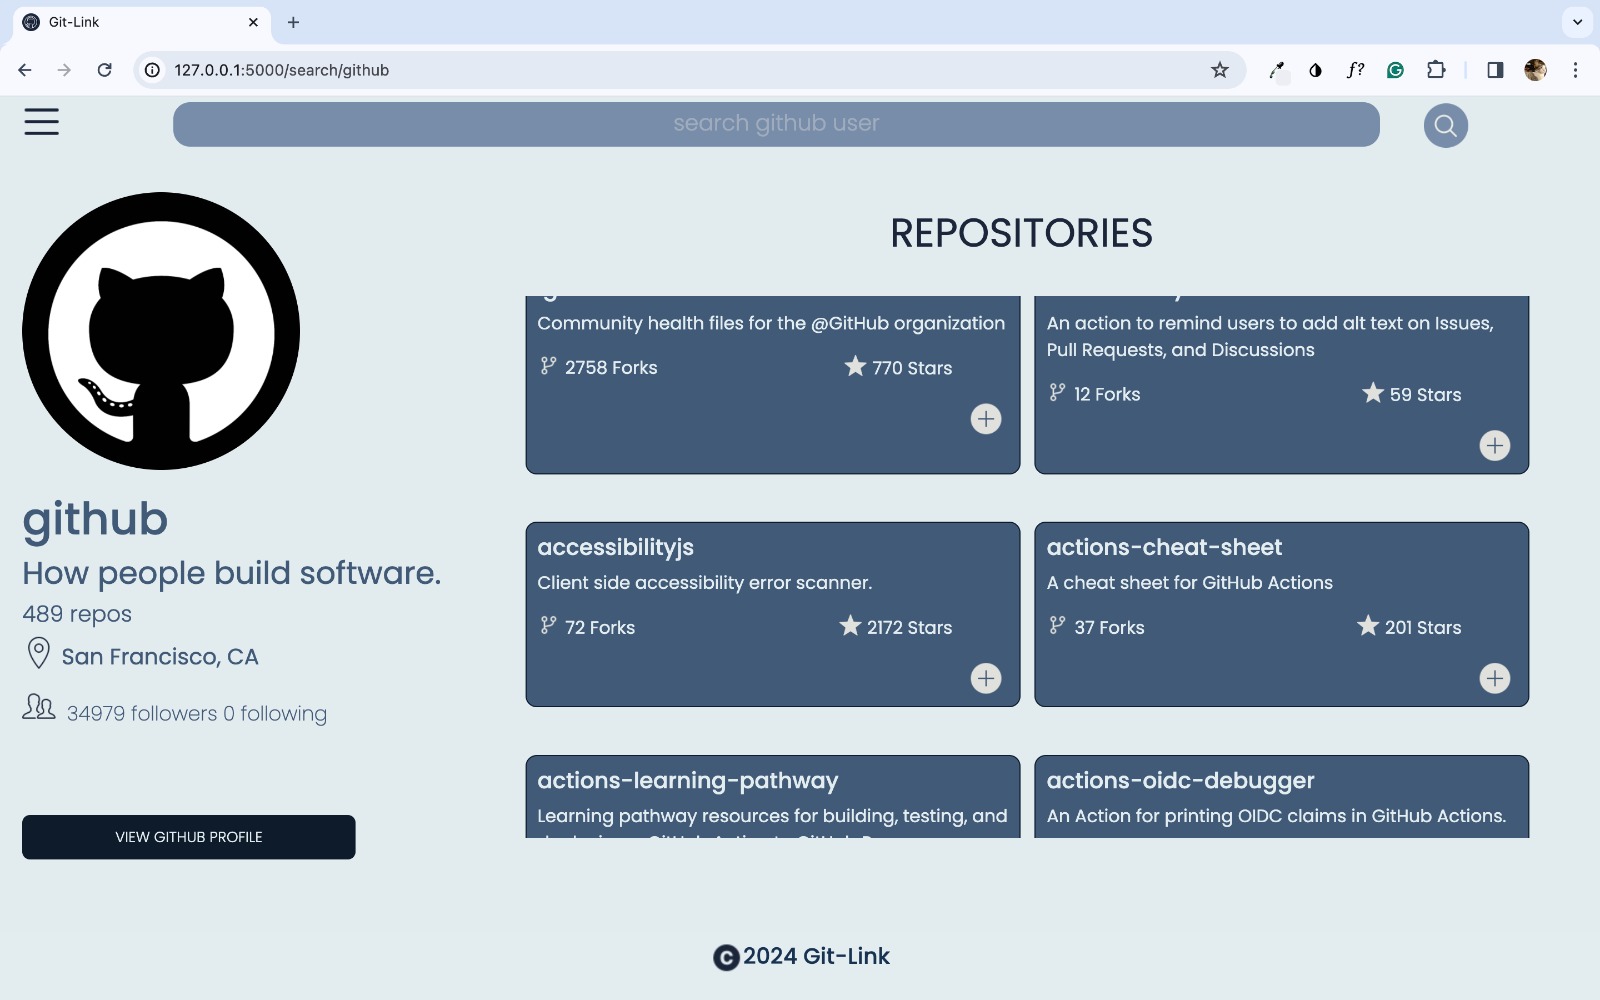 Git-Link
127.0.0.1:5000/search/github
search github user
REPOSITORIES
github
How people build software.
489 repos
San Francisco, CA
34979 followers 0 following
VIEW GITHUB PROFILE
Community health files for the @GitHub organization
2758 Forks
770 Stars
An action to remind users to add alt text on Issues,
Pull Requests, and Discussions
12 Forks
59 Stars
accessibilityjs
Client side accessibility error scanner.
72 Forks
2172 Stars
actions-cheat-sheet
A cheat sheet for GitHub Actions
37 Forks
201 Stars
actions-learning-pathway
Learning pathway resources for building, testing, and
actions-oidc-debugger
An Action for printing OIDC claims in GitHub Actions.
© 2024 Git-Link